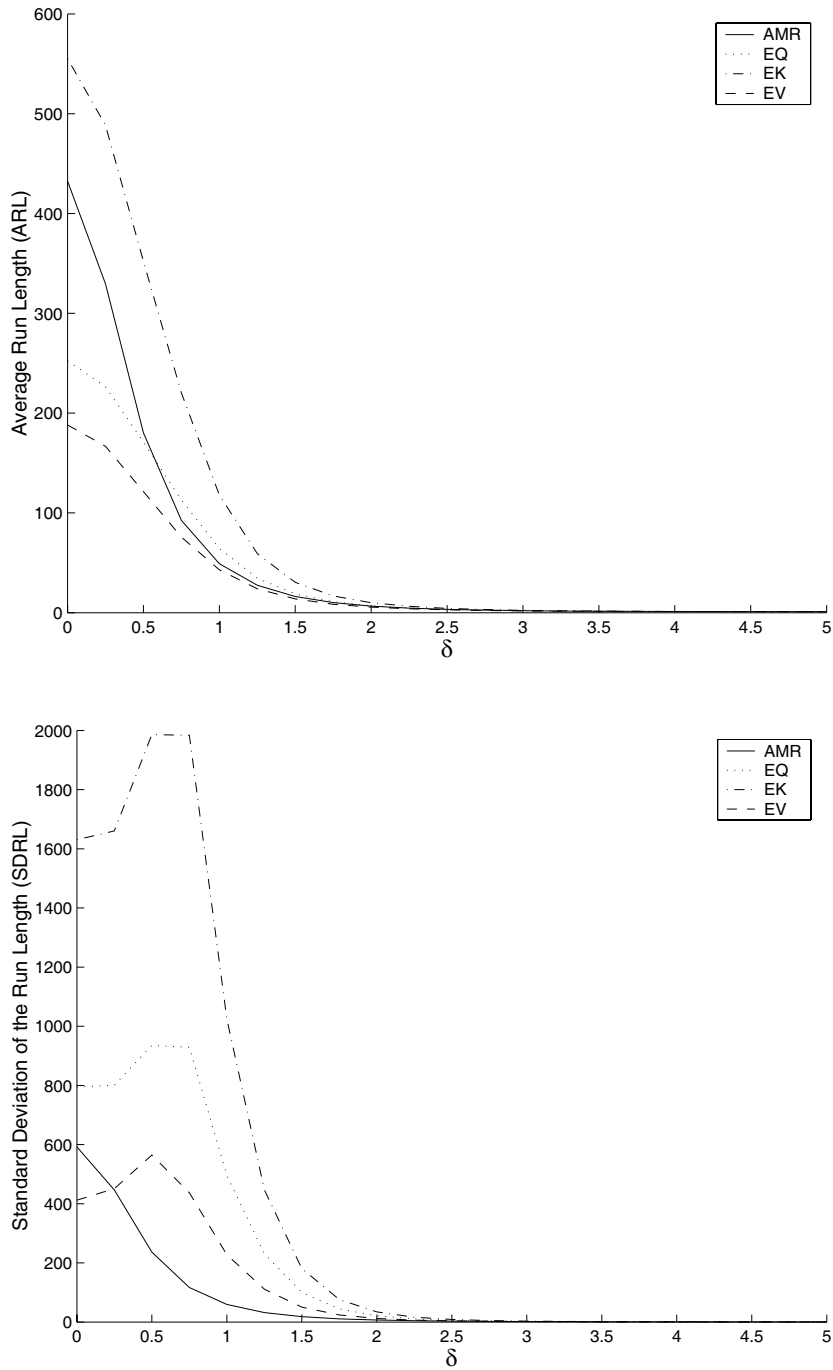 600
500
400
300
200
100
0
Average Run Length (ARL)
AMR
EQ
EK
EV
0 0.5 1 1.5 2 2.5 3 3.5 4 4.5 5
δ
2000
1800
1600
1400
1200
1000
800
600
400
200
0
Standard Deviation of the Run Length (SDRL)
AMR
EQ
EK
EV
0 0.5 1 1.5 2 2.5 3 3.5 4 4.5 5
δ